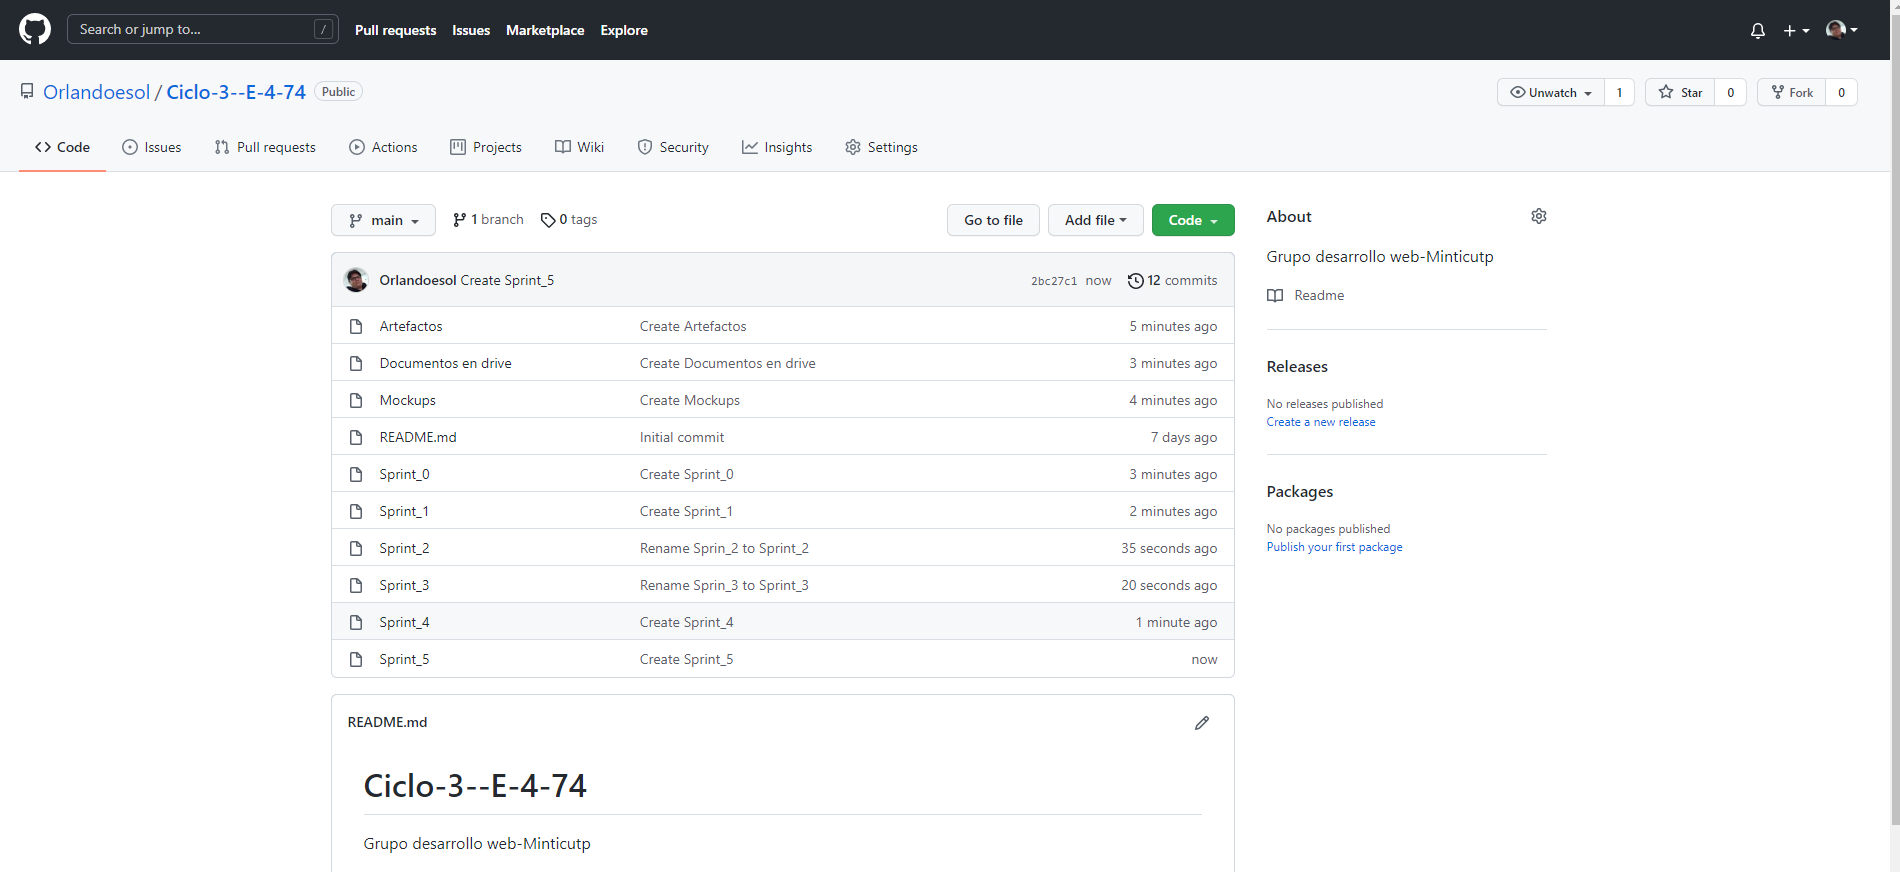 Search or jump to... /
Pull requests Issues Marketplace Explore
Orlandoesol / Ciclo-3--E-4-74 Public
Unwatch 1 Star 0 Fork 0
Code Issues Pull requests Actions Projects Wiki Security Insights Settings
main 1 branch 0 tags Go to file Add file Code
Orlandoesol Create Sprint_5 2bc27c1 now 12 commits
Artefactos Create Artefactos 5 minutes ago
Documentos en drive Create Documentos en drive 3 minutes ago
Mockups Create Mockups 4 minutes ago
README.md Initial commit 7 days ago
Sprint_0 Create Sprint_0 3 minutes ago
Sprint_1 Create Sprint_1 2 minutes ago
Sprint_2 Rename Sprin_2 to Sprint_2 35 seconds ago
Sprint_3 Rename Sprin_3 to Sprint_3 20 seconds ago
Sprint_4 Create Sprint_4 1 minute ago
Sprint_5 Create Sprint_5 now
README.md
Ciclo-3--E-4-74
Grupo desarrollo web-Minticutp
About
Grupo desarrollo web-Minticutp
Readme
Releases
No releases published
Create a new release
Packages
No packages published
Publish your first package